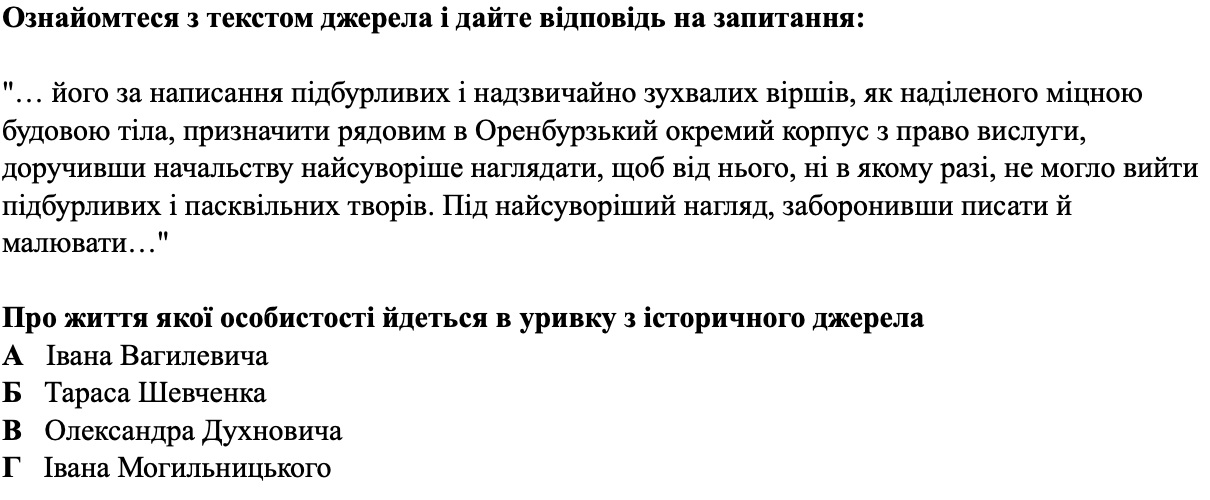 Ознайомтеся з текстом джерела і дайте відповідь на запитання:
"… його за написання підбурливих і надзвичайно зухвалих віршів, як наділеного міцною
будовою тіла, призначити рядовим в Оренбурзький окремий корпус з право вислуги,
доручивши начальству найсуворіше наглядати, щоб від нього, ні в якому разі, не могло вийти
підбурливих і пасквільних творів. Під найсуворіший нагляд, заборонивши писати й
малювати…"
Про життя якої особистості йдеться в уривку з історичного джерела
А Івана Вагилевича
Б Тараса Шевченка
В Олександра Духновича
Г Івана Могильницького